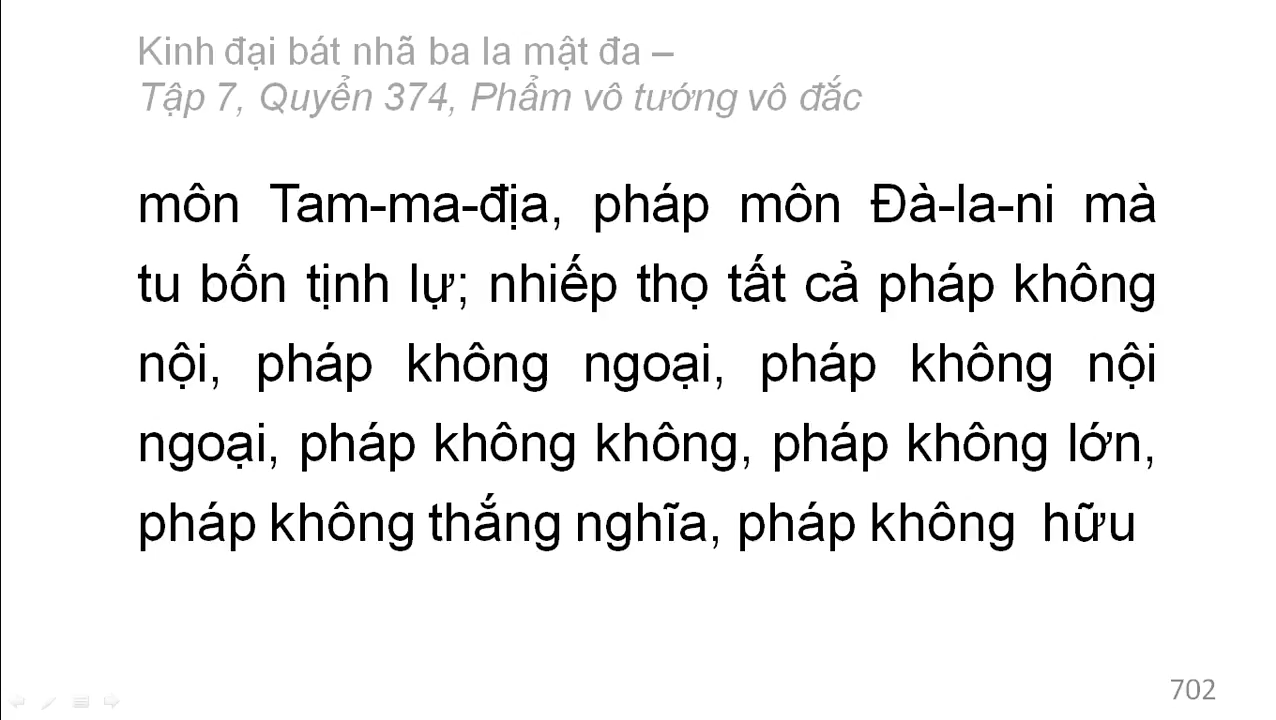 Kinh đại bát nhã ba la mật đa –
Tập 7, Quyển 374, Phẩm vô tướng vô đắc
môn Tam-ma-địa, pháp môn Đà-la-ni mà
tu bốn tịnh lự; nhiếp thọ tất cả pháp không
nội, pháp không ngoại, pháp không nội
ngoại, pháp không không, pháp không lớn,
pháp không thắng nghĩa, pháp không hữu
702